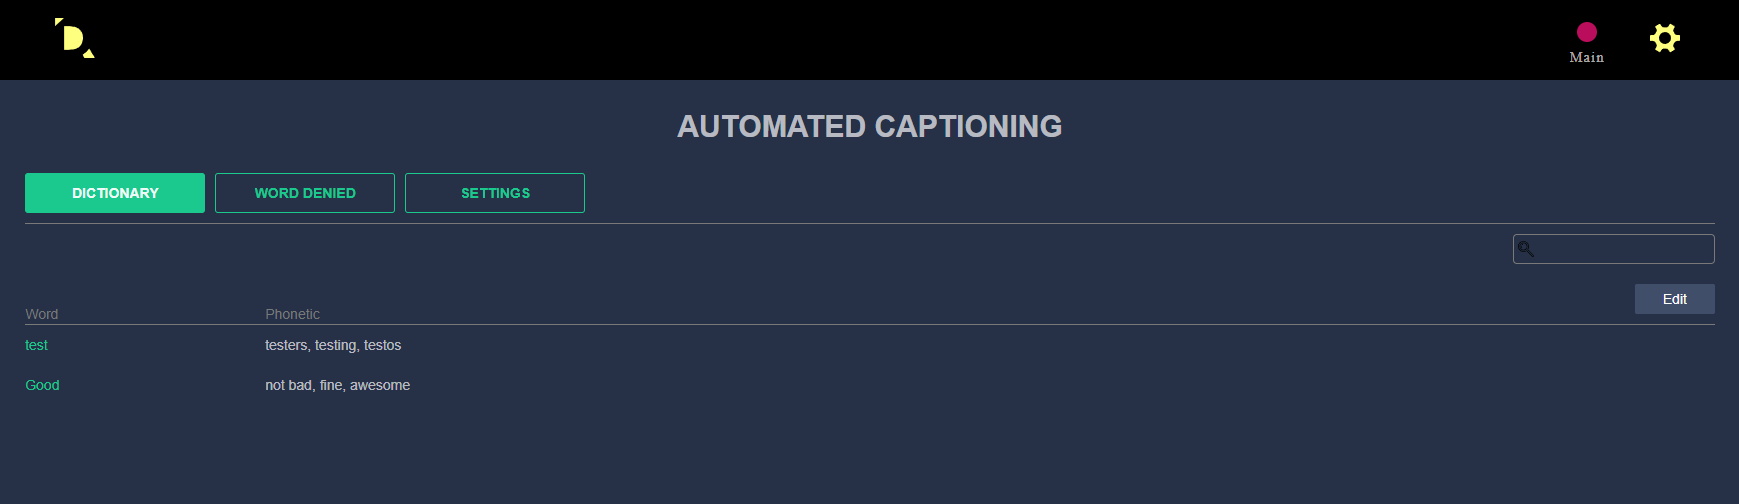 D
Main
AUTOMATED CAPTIONING
DICTIONARY WORD DENIED SETTINGS
Edit
Word Phonetic
test testers, testing, testos
Good not bad, fine, awesome